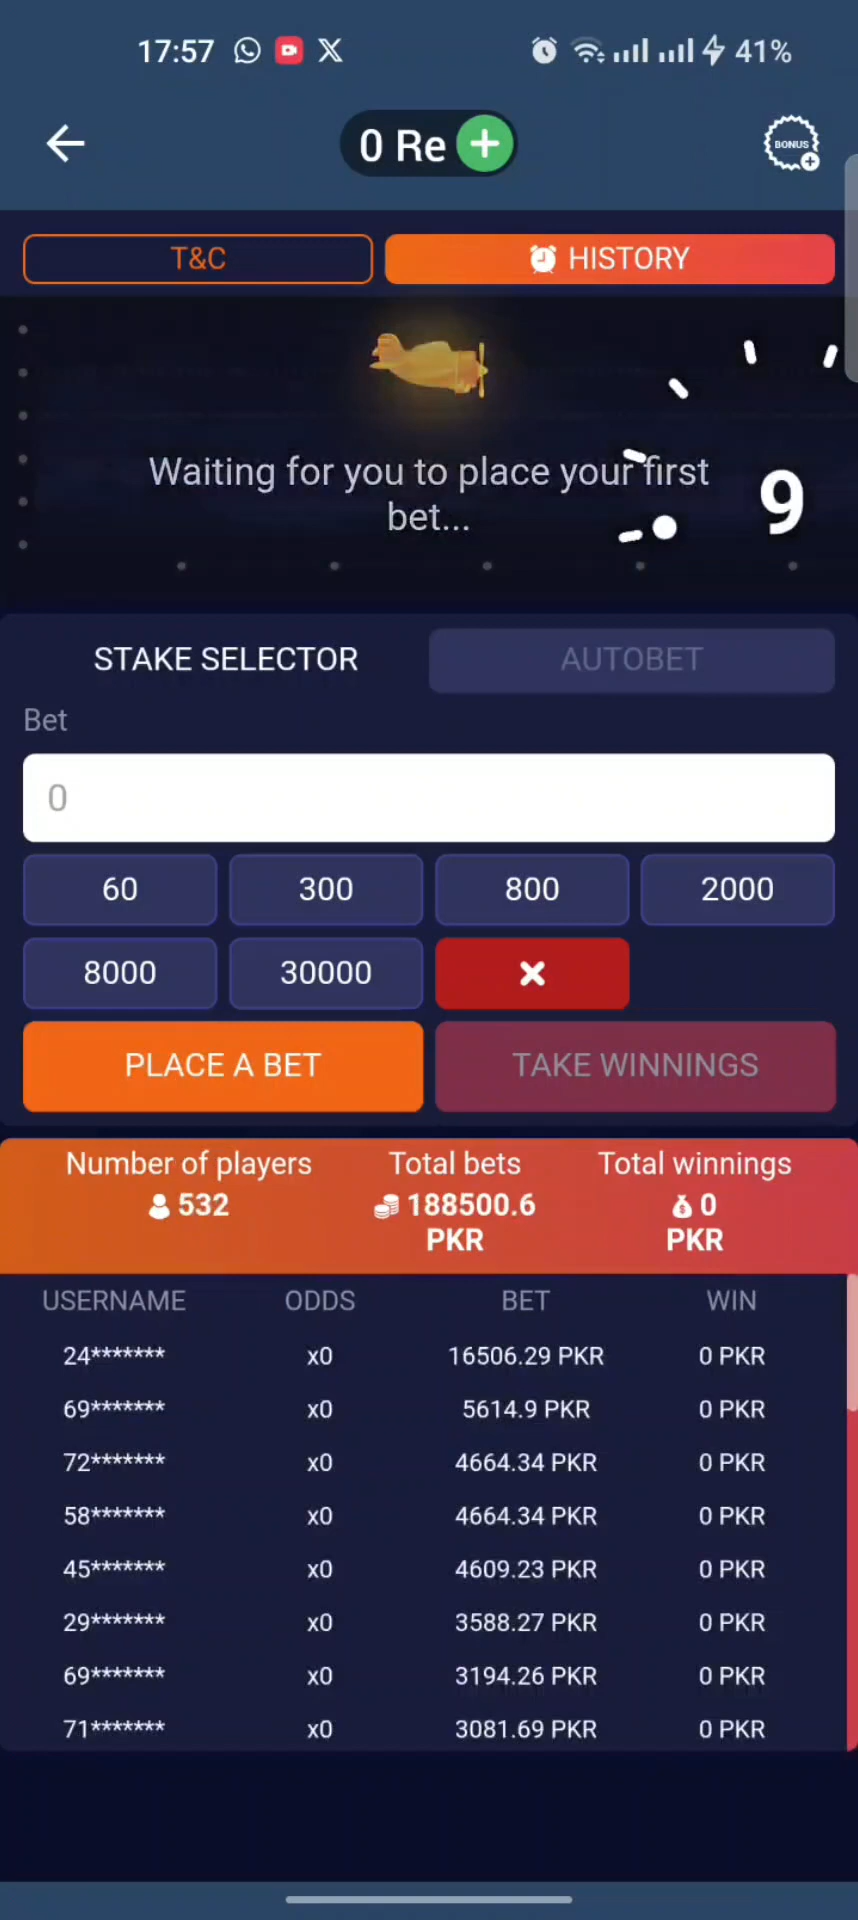 17:57 41%
0 Re
BONUS
T&C HISTORY
Waiting for you to place your first
bet...
9
STAKE SELECTOR AUTOBET
Bet
0
60 300 800 2000
8000 30000
PLACE A BET TAKE WINNINGS
Number of players Total bets Total winnings
532 188500.6 0
PKR PKR
USERNAME ODDS BET WIN
24******* x0 16506.29 PKR 0 PKR
69******* x0 5614.9 PKR 0 PKR
72******* x0 4664.34 PKR 0 PKR
58******* x0 4664.34 PKR 0 PKR
45******* x0 4609.23 PKR 0 PKR
29******* x0 3588.27 PKR 0 PKR
69******* x0 3194.26 PKR 0 PKR
71******* x0 3081.69 PKR 0 PKR